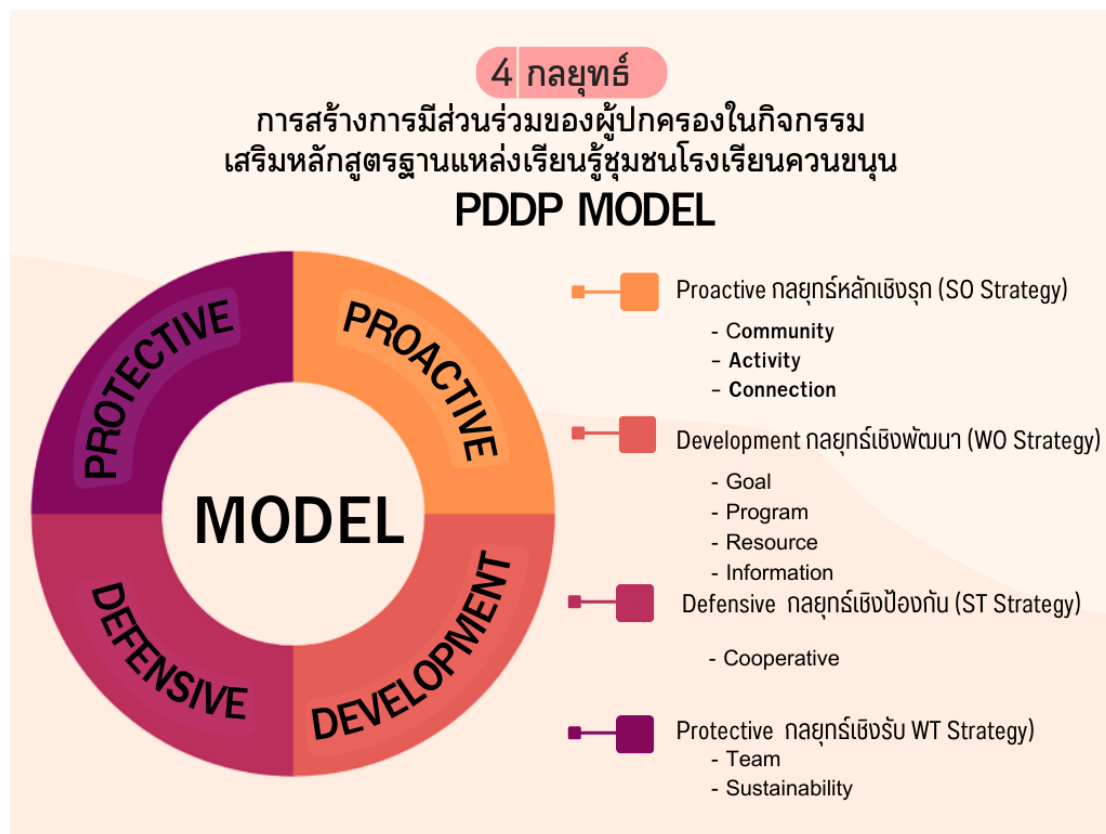 4 กลยุทธ์
การสร้างการมีส่วนร่วมของผู้ปกครองในกิจกรรม
เสริมหลักสูตรฐานแหล่งเรียนรู้ชุมชนโรงเรียนควนขนุน
PDDP MODEL
PROTECTIVE
PROACTIVE
MODEL
DEFENSIVE
DEVELOPMENT
Proactive กลยุทธ์หลักเชิงรุก (SO Strategy)
- Community
- Activity
- Connection
Development กลยุทธ์เชิงพัฒนา (WO Strategy)
- Goal
- Program
- Resource
- Information
Defensive กลยุทธ์เชิงป้องกัน (ST Strategy)
- Cooperative
Protective กลยุทธ์เชิงรับ WT Strategy)
- Team
- Sustainability